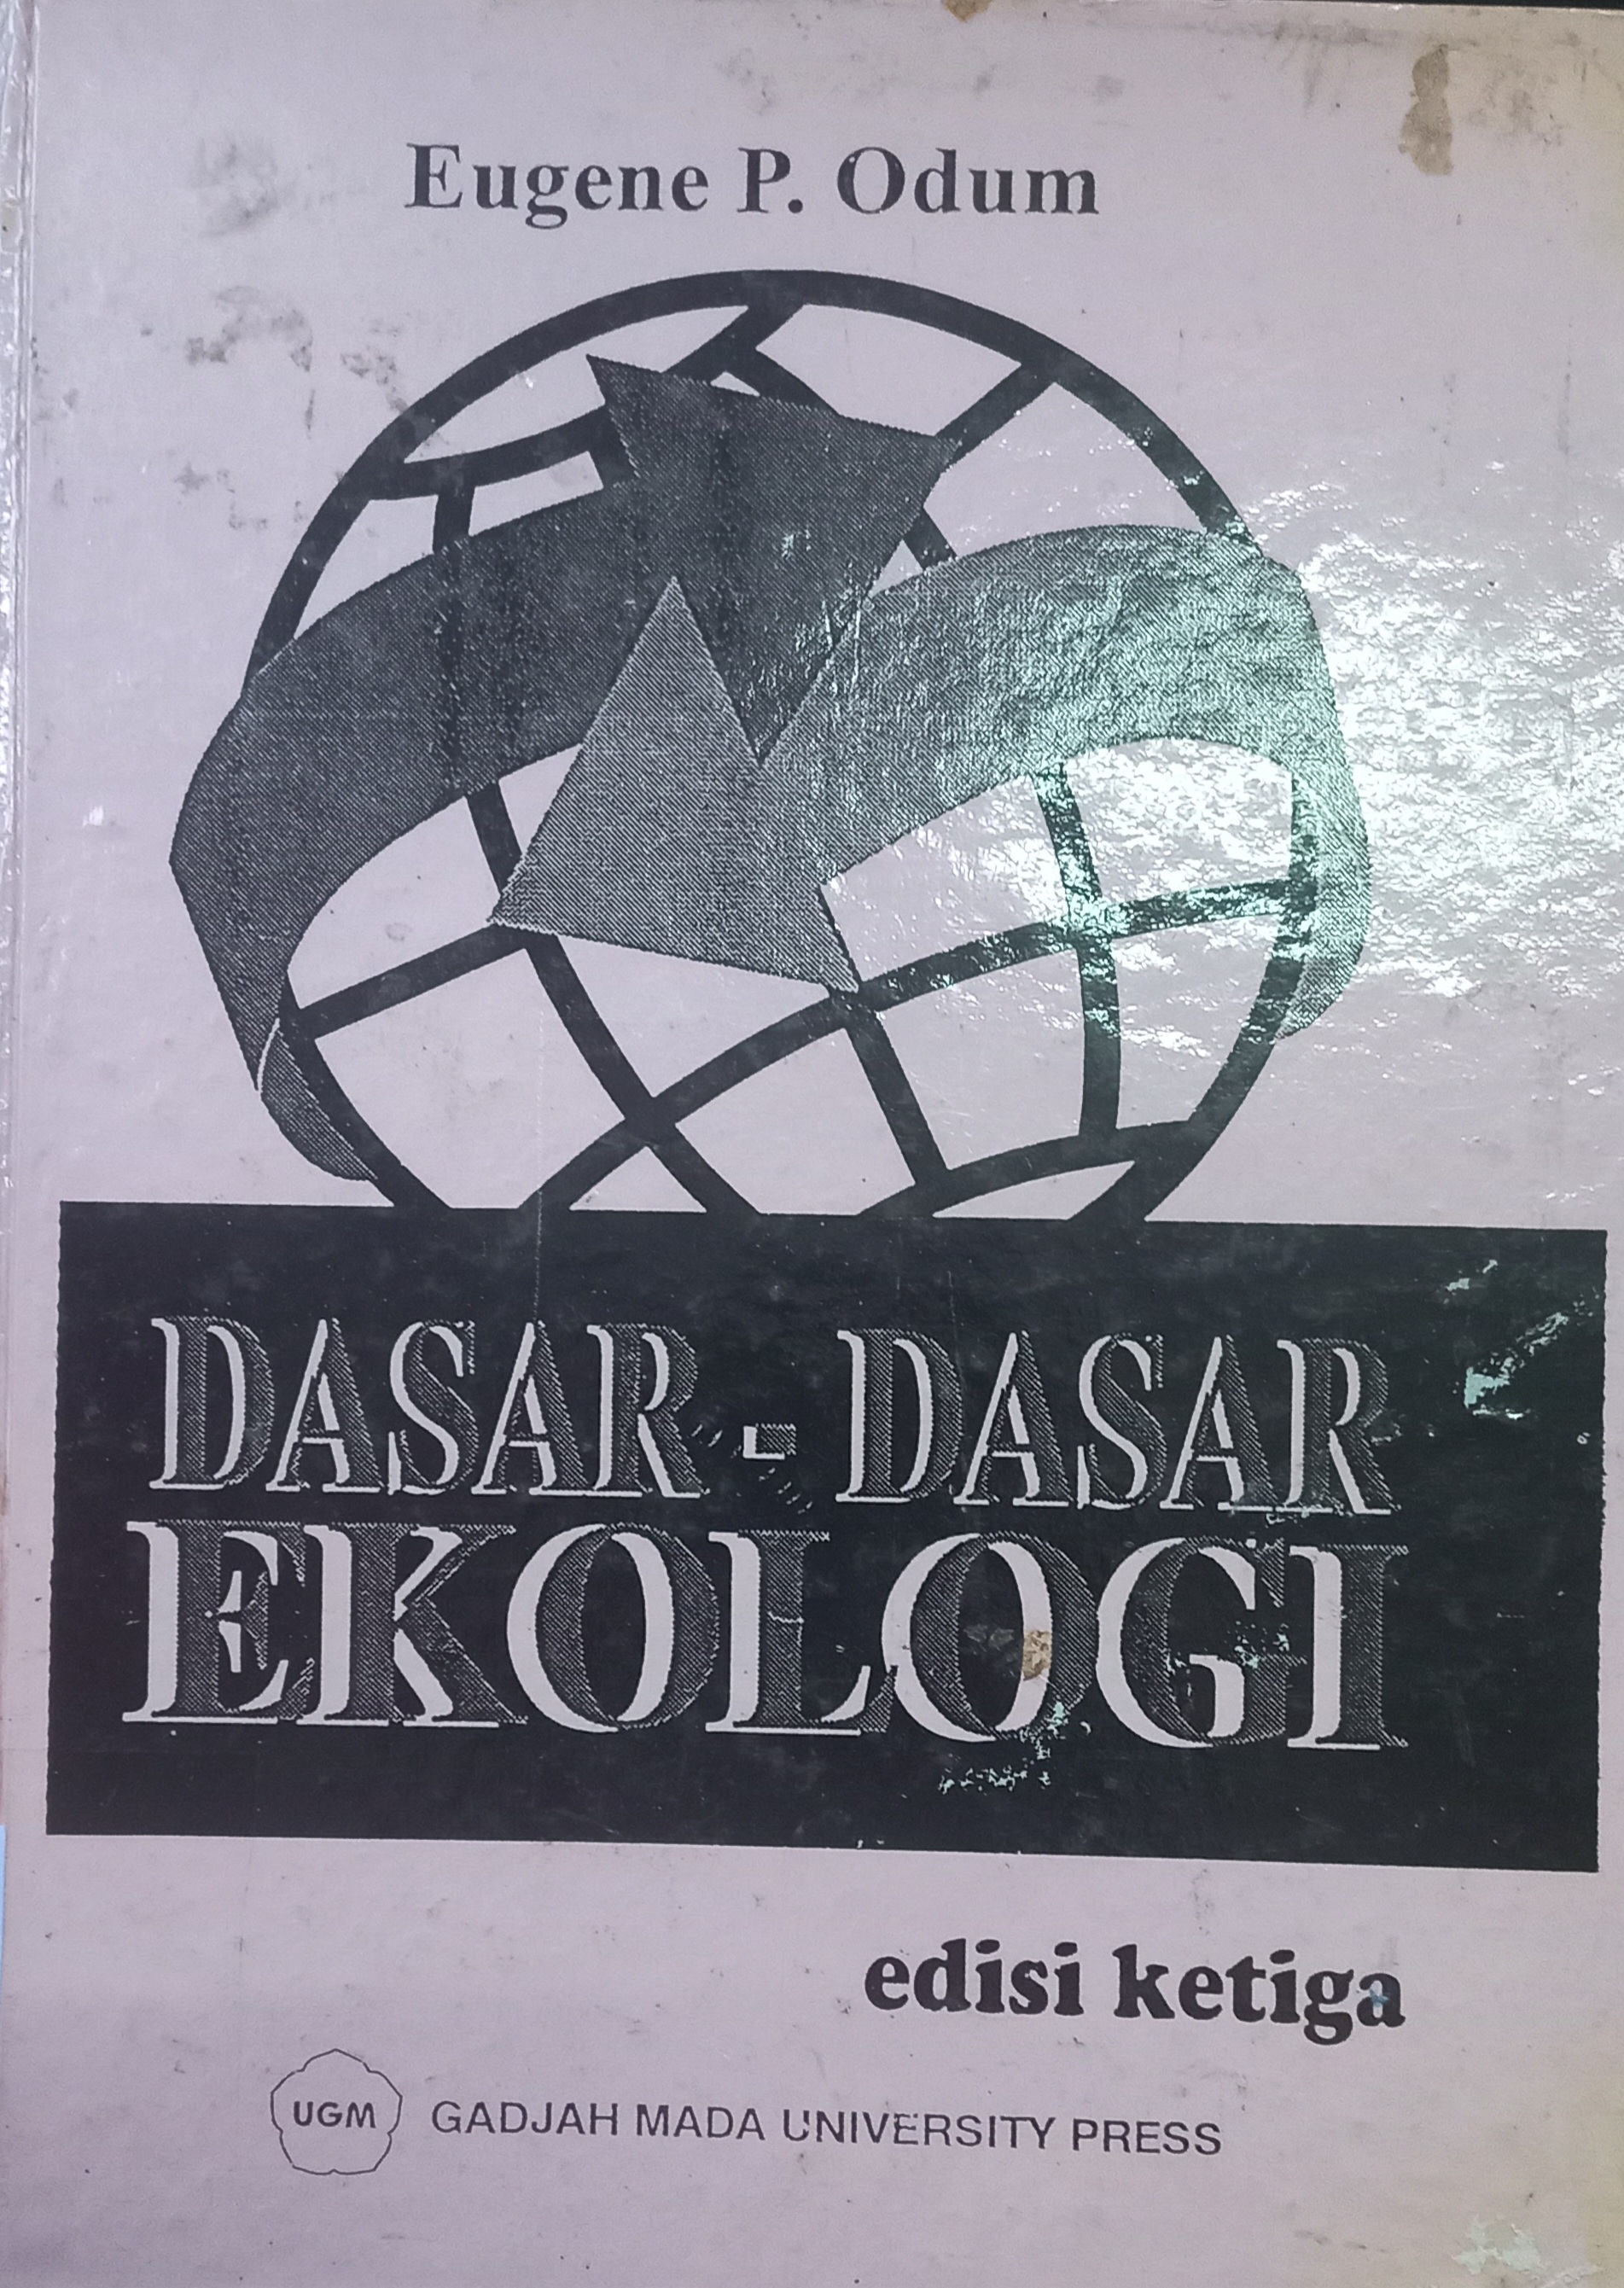 Eugene P. Odum
DASAR - DASAR
EKOLOGI
edisi ketiga
UGM GADJAH MADA UNIVERSITY PRESS